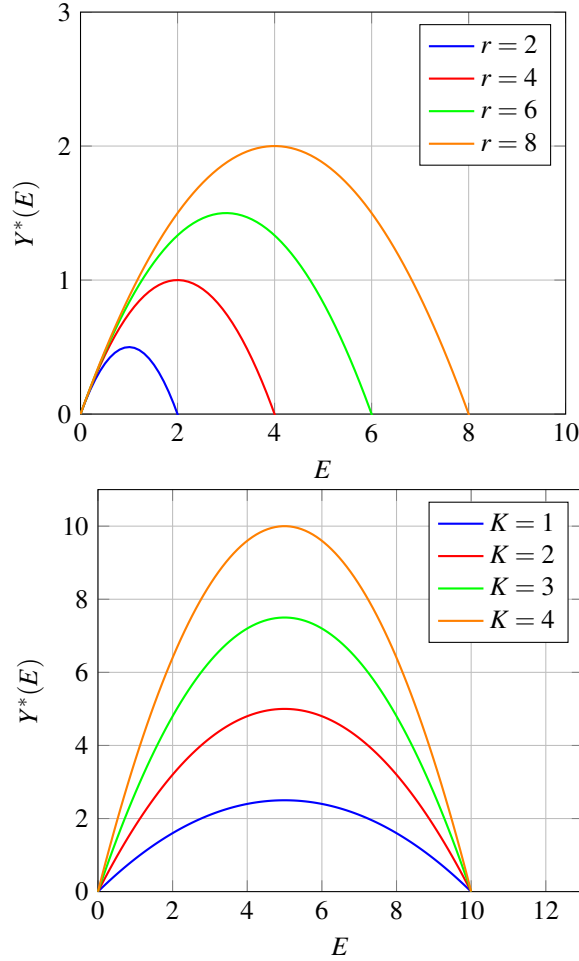 3
r = 2
r = 4
r = 6
r = 8
2
Y*(E)
1
0
0 2 4 6 8 10
E
K = 1
10
K = 2
K = 3
8
K = 4
6
Y*(E)
4
2
0
0 2 4 6 8 10 12
E